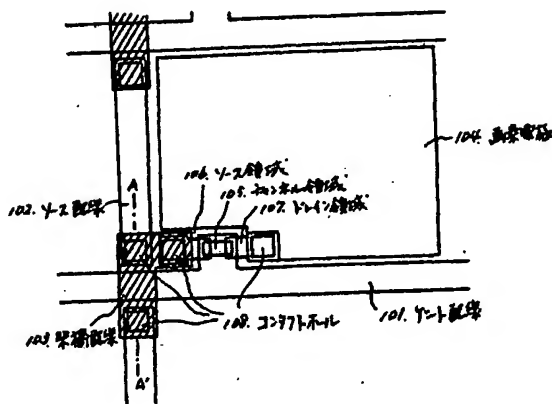 104. 画素電極
106. ソース領域
105. チャンネル領域
107. ドレイン領域
102. ソース配線
A
103. 架橋配線
108. コンタクトホール
101. ゲート配線
A'